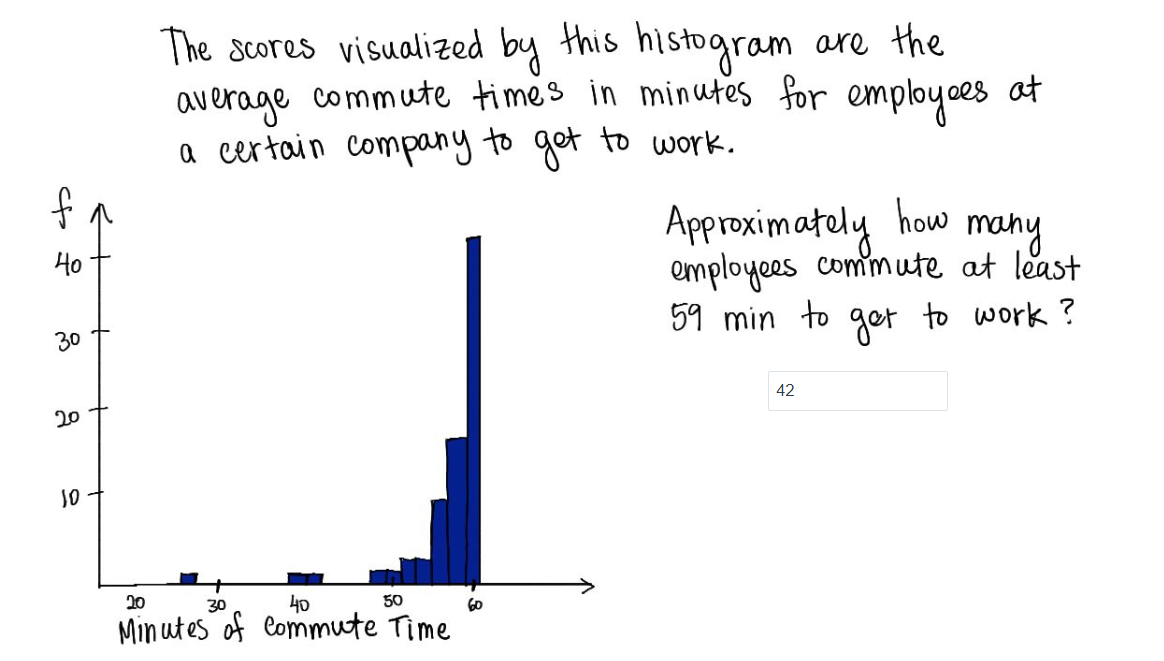 The scores visualized by this histogram are the
average commute times in minutes for employees at
a certain company to get to work.
f
40
30
20
10
20 30 40 50 60
Minutes of Commute Time
Approximately how many
employees commute at least
59 min to get to work?
42